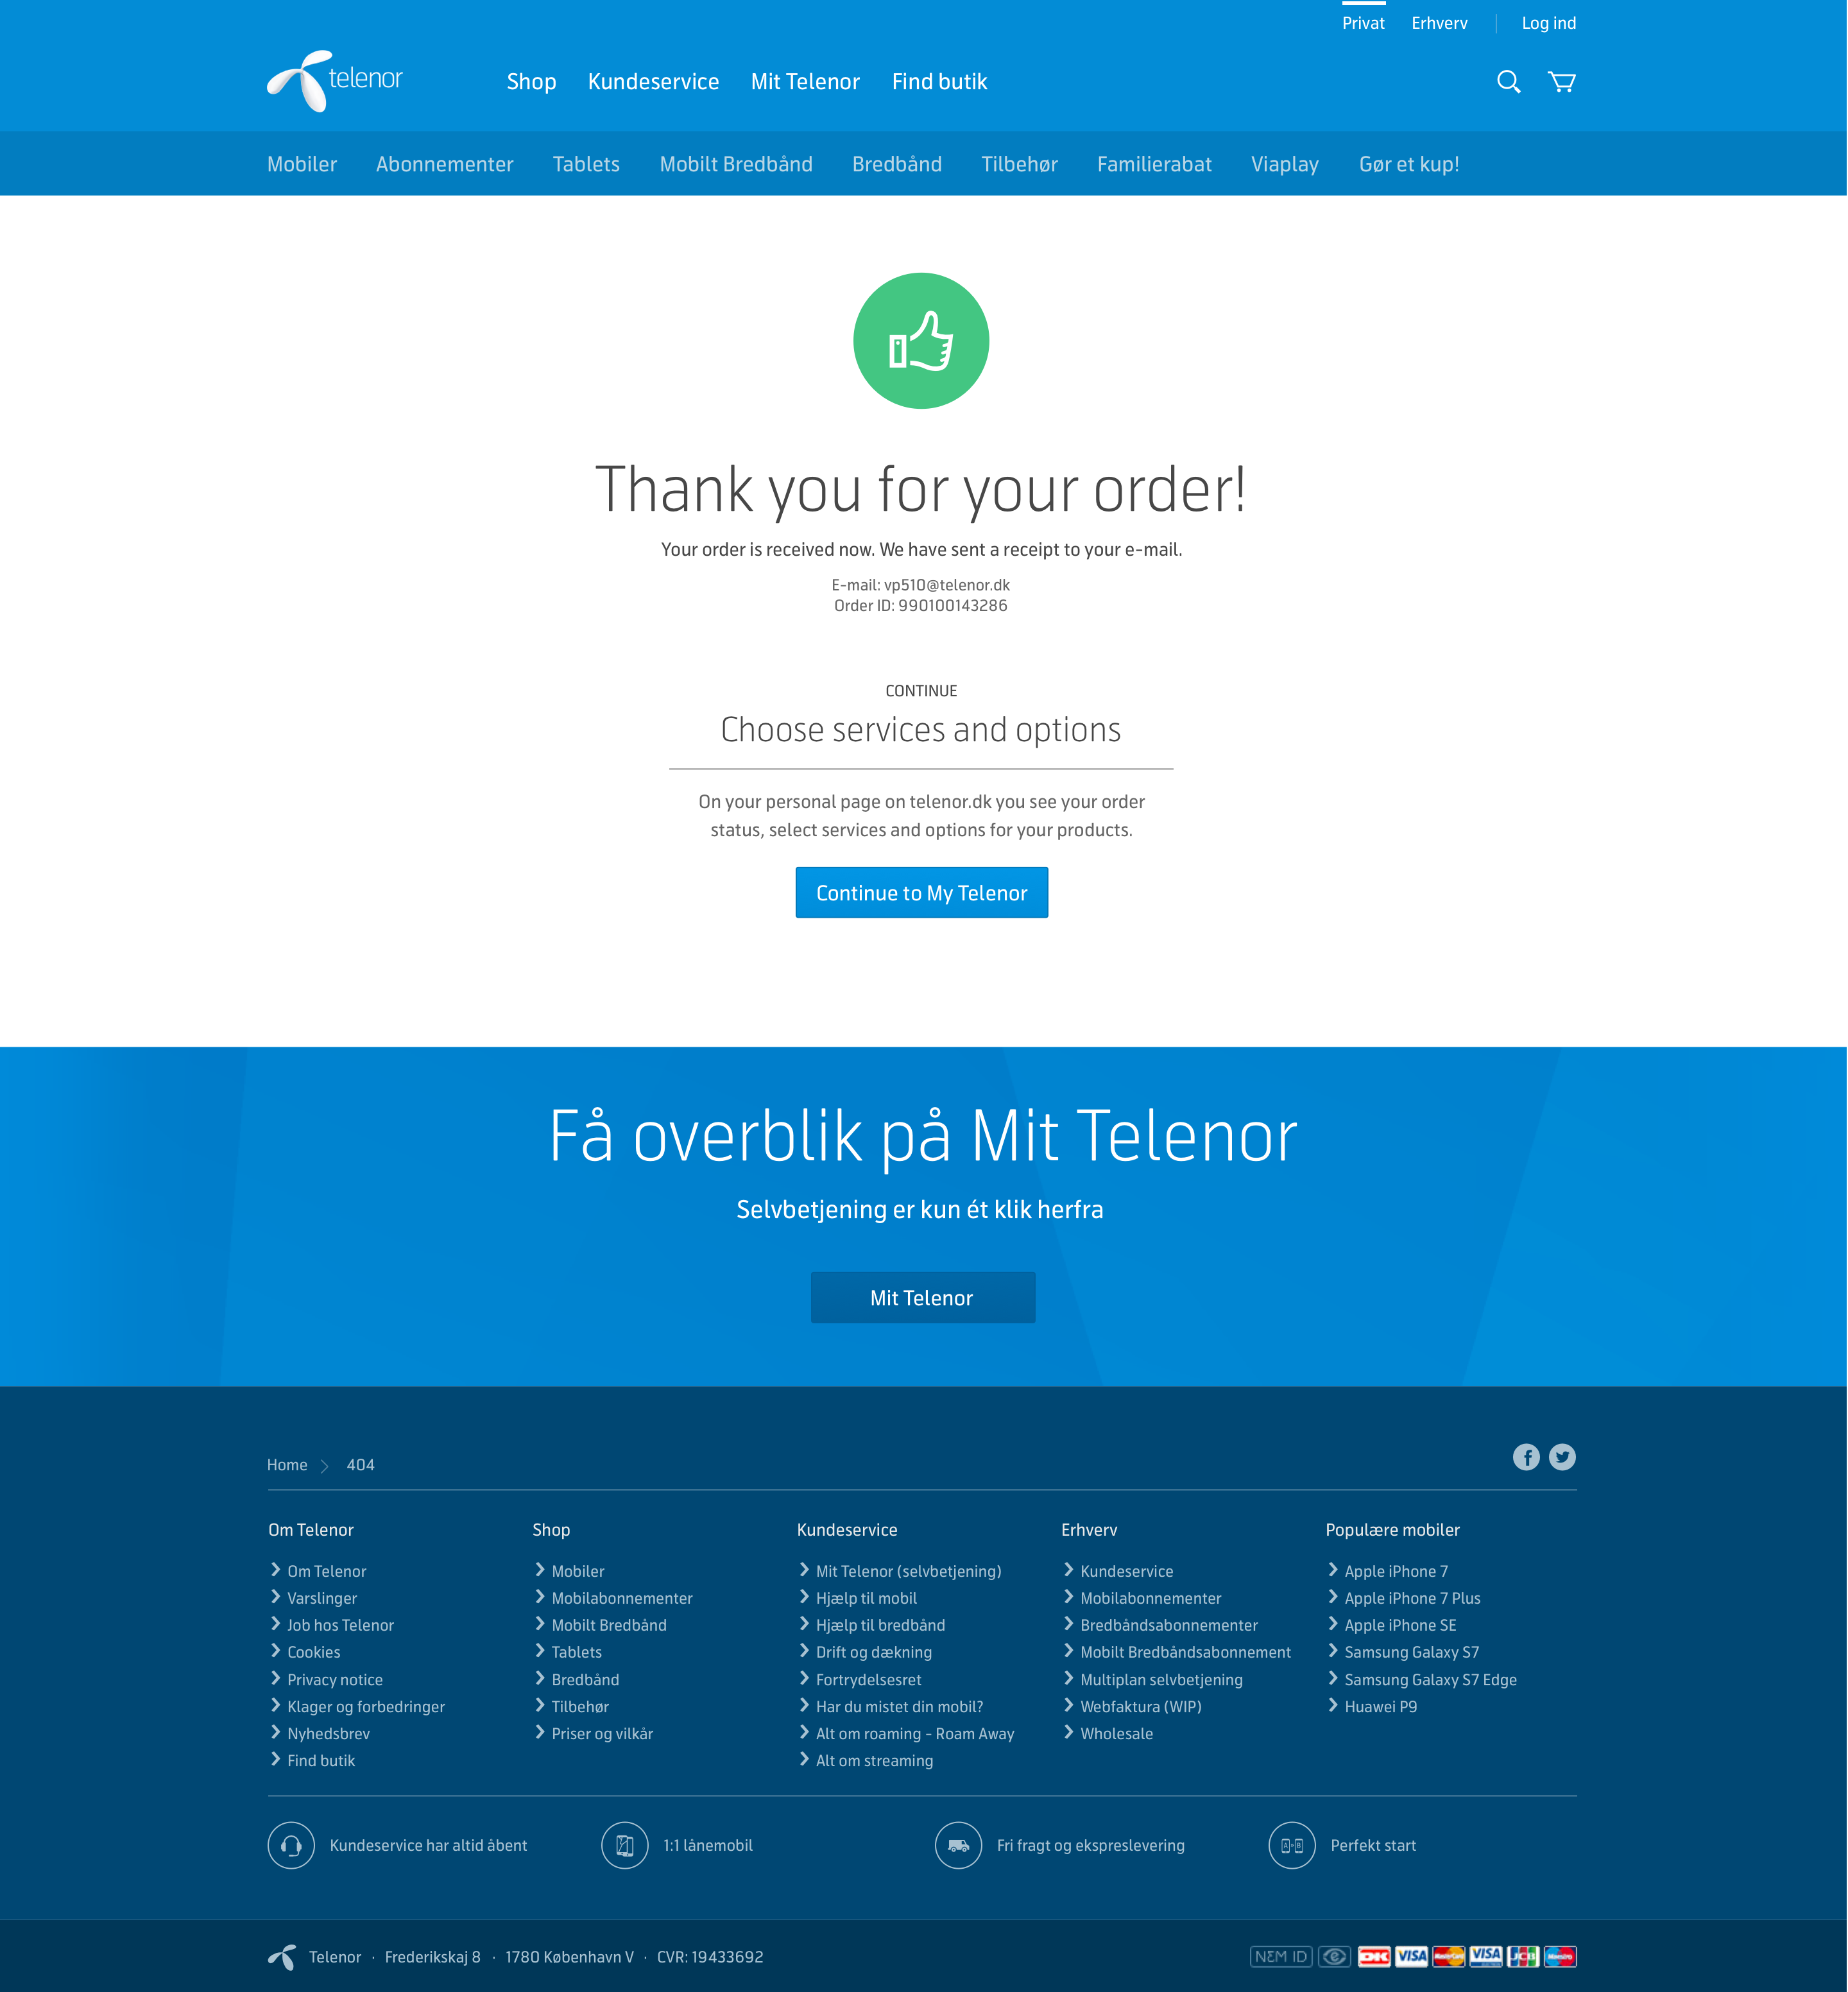 Privat Erhverv Log ind
telenor Shop Kundeservice Mit Telenor Find butik
Mobiler Abonnementer Tablets Mobilt Bredbånd Bredbånd Tilbehør Familierabat Viaplay Gør et kup!
Thank you for your order!
Your order is received now. We have sent a receipt to your e-mail.
E-mail: vp510@telenor.dk
Order ID: 990100143286
CONTINUE
Choose services and options
On your personal page on telenor.dk you see your order
status, select services and options for your products.
Continue to My Telenor
Få overblik på Mit Telenor
Selvbetjening er kun ét klik herfra
Mit Telenor
Home 404
Om Telenor
Om Telenor
Varslinger
Job hos Telenor
Cookies
Privacy notice
Klager og forbedringer
Nyhedsbrev
Find butik
Shop
Mobiler
Mobilabonnementer
Mobilt Bredbånd
Tablets
Bredbånd
Tilbehør
Priser og vilkår
Kundeservice
Mit Telenor (selvbetjening)
Hjælp til mobil
Hjælp til bredbånd
Drift og dækning
Fortrydelsesret
Har du mistet din mobil?
Alt om roaming - Roam Away
Alt om streaming
Erhverv
Kundeservice
Mobilabonnementer
Bredbåndsabonnementer
Mobilt Bredbåndsabonnement
Multiplan selvbetjening
Webfaktura (WIP)
Wholesale
Populære mobiler
Apple iPhone 7
Apple iPhone 7 Plus
Apple iPhone SE
Samsung Galaxy S7
Samsung Galaxy S7 Edge
Huawei P9
Kundeservice har altid åbent 1:1 lånemobil Fri fragt og ekspreslevering A B Perfekt start
Telenor · Frederikskaj 8 · 1780 København V · CVR: 19433692 NEM ID DK VISA MasterCard VISA JCB Maestro